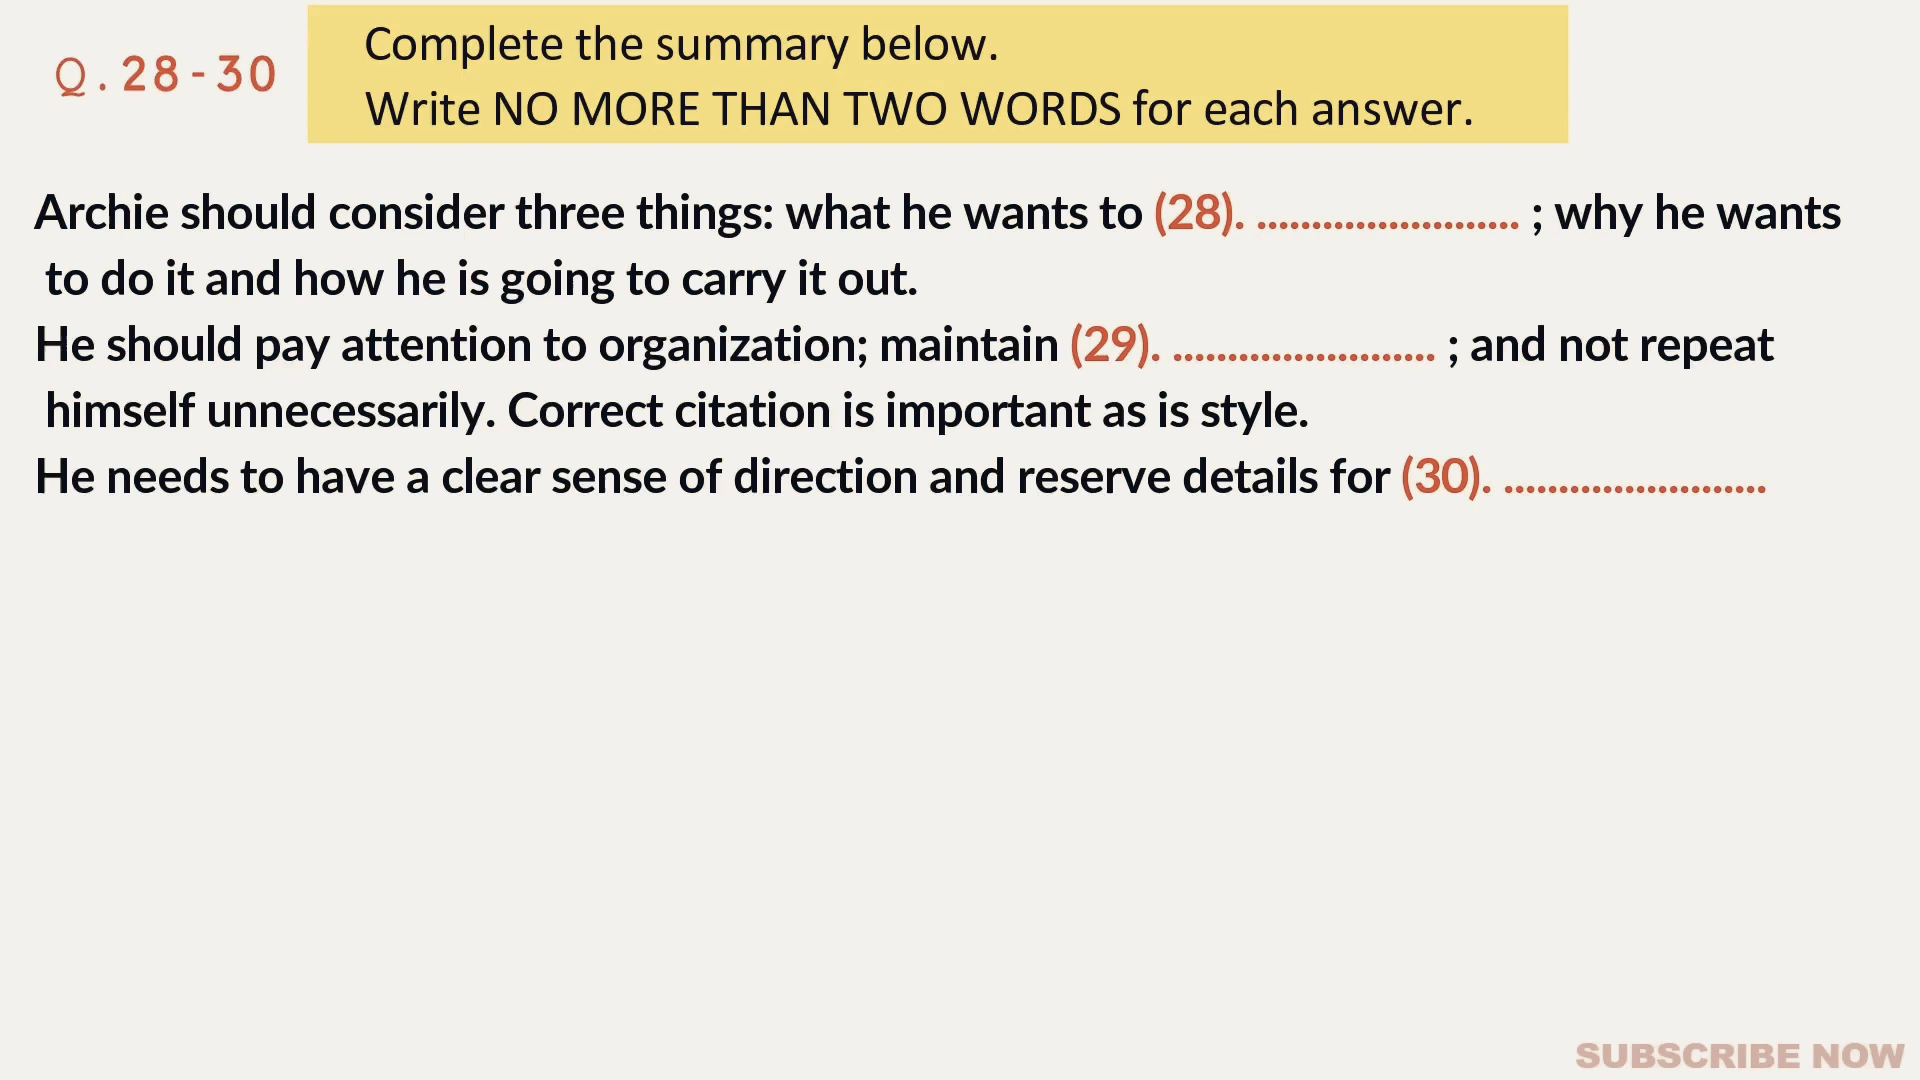 Q.28-30
Complete the summary below.
Write NO MORE THAN TWO WORDS for each answer.
Archie should consider three things: what he wants to (28). ........................ ; why he wants
to do it and how he is going to carry it out.
He should pay attention to organization; maintain (29). ........................ ; and not repeat
himself unnecessarily. Correct citation is important as is style.
He needs to have a clear sense of direction and reserve details for (30). ........................
SUBSCRIBE NOW